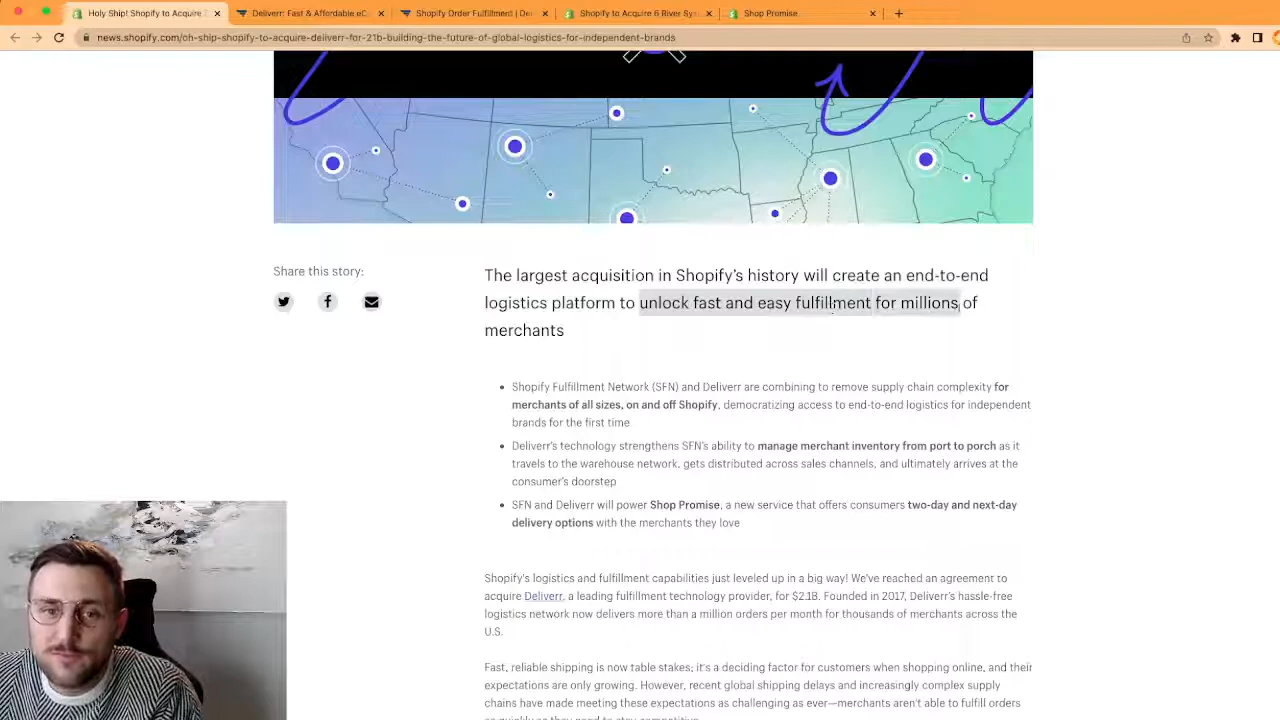 Holy Ship! Shopify to Acquire
Deliverr: Fast & Affordable eC
Shopify Order Fulfillment | De
Shopify to Acquire 6 River Sy
Shop Promise
news.shopify.com/oh-ship-shopify-to-acquire-deliverr-for-21b-building-the-future-of-global-logistics-for-independent-brands
Share this story:
The largest acquisition in Shopify's history will create an end-to-end
logistics platform to unlock fast and easy fulfillment for millions of
merchants
Shopify Fulfillment Network (SFN) and Deliverr are combining to remove supply chain complexity for
merchants of all sizes, on and off Shopify, democratizing access to end-to-end logistics for independent
brands for the first time
Deliverr's technology strengthens SFN's ability to manage merchant inventory from port to porch as it
travels to the warehouse network, gets distributed across sales channels, and ultimately arrives at the
consumer's doorstep
SFN and Deliverr will power Shop Promise, a new service that offers consumers two-day and next-day
delivery options with the merchants they love
Shopify's logistics and fulfillment capabilities just leveled up in a big way! We've reached an agreement to
acquire Deliverr, a leading fulfillment technology provider, for $2.1B. Founded in 2017, Deliverr's hassle-free
logistics network now delivers more than a million orders per month for thousands of merchants across the
U.S.
Fast, reliable shipping is now table stakes; it's a deciding factor for customers when shopping online, and their
expectations are only growing. However, recent global shipping delays and increasingly complex supply
chains have made meeting these expectations as challenging as ever—merchants aren't able to fulfill orders
as quickly as they need to stay competitive.